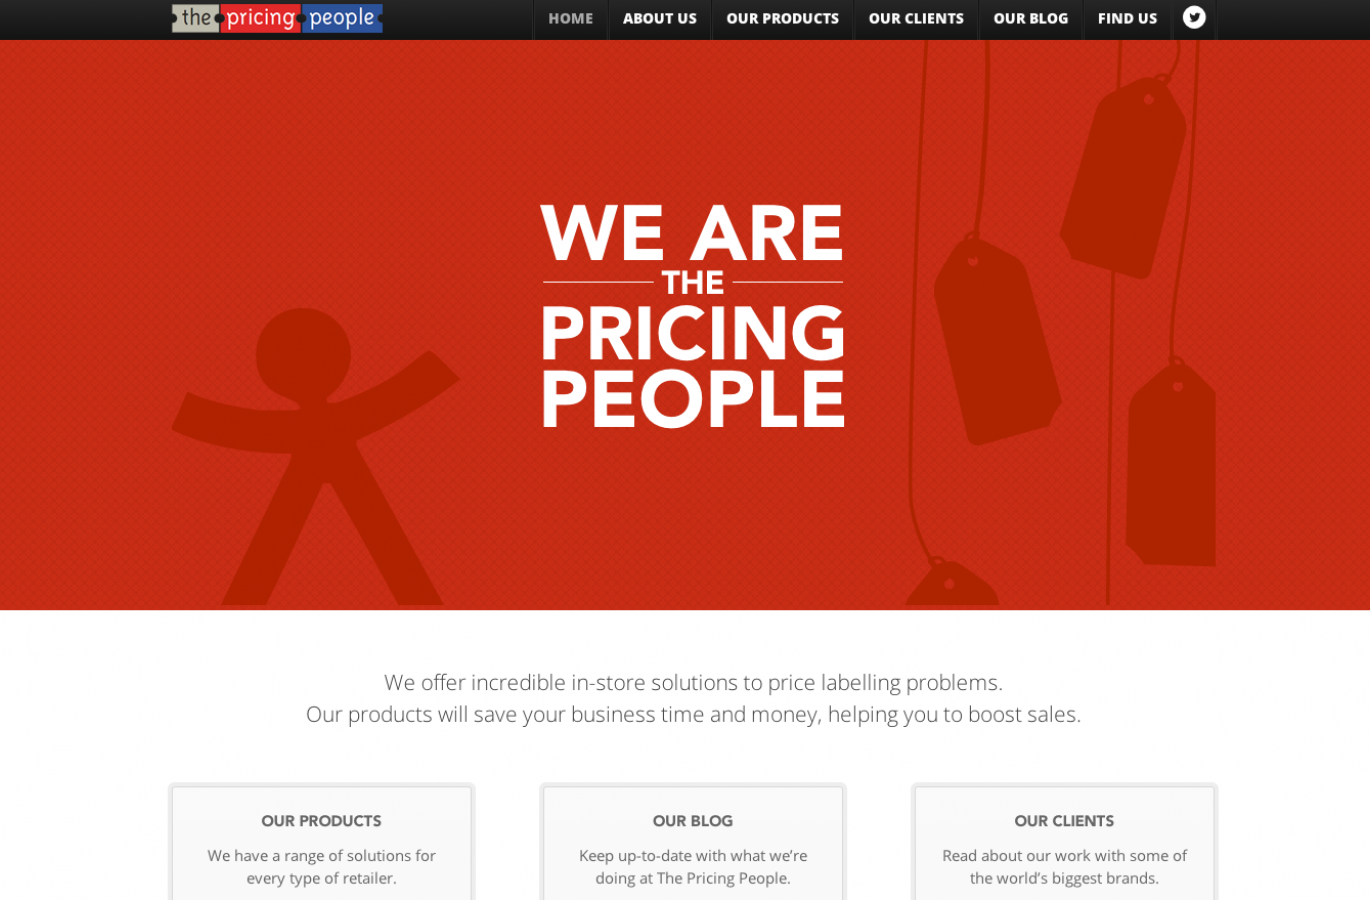 the pricing people
HOME
ABOUT US
OUR PRODUCTS
OUR CLIENTS
OUR BLOG
FIND US
WE ARE
THE
PRICING
PEOPLE
We offer incredible in-store solutions to price labelling problems.
Our products will save your business time and money, helping you to boost sales.
OUR PRODUCTS
We have a range of solutions for
every type of retailer.
OUR BLOG
Keep up-to-date with what we’re
doing at The Pricing People.
OUR CLIENTS
Read about our work with some of
the world’s biggest brands.